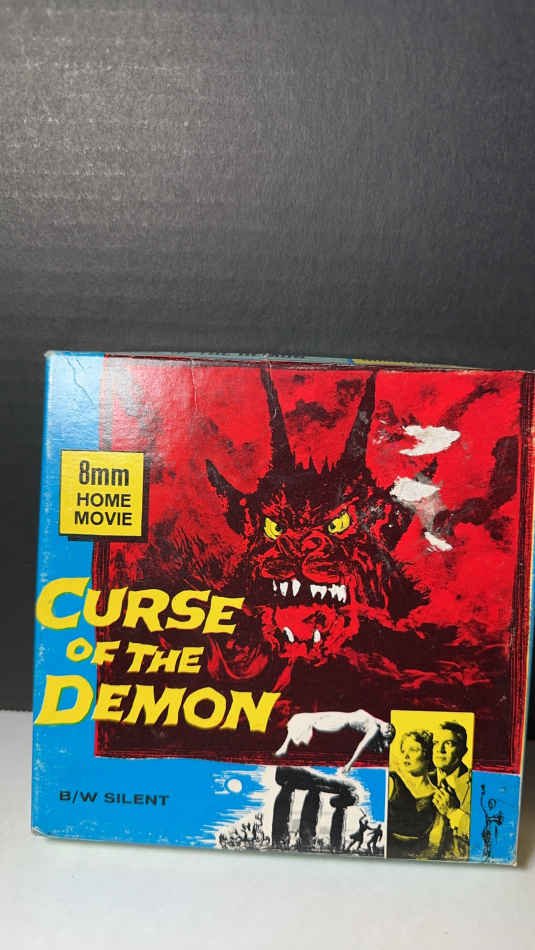 8mm
HOME
MOVIE
CURSE
OF THE
DEMON
B/W SILENT